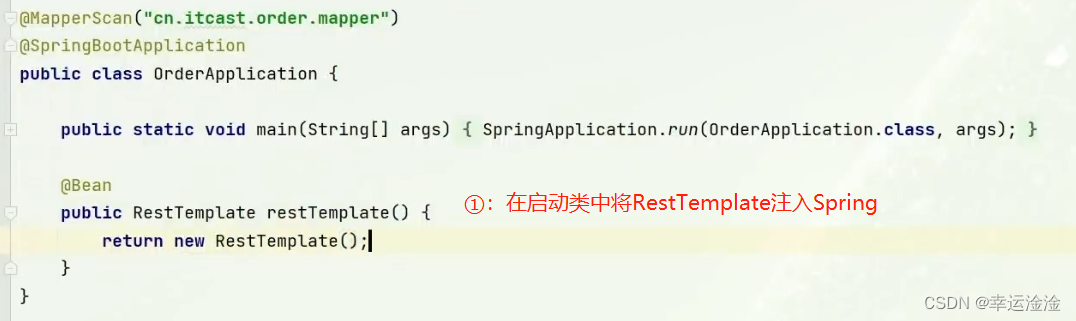 @MapperScan("cn.itcast.order.mapper")
@SpringBootApplication
public class OrderApplication {
public static void main(String[] args) { SpringApplication.run(OrderApplication.class, args); }
@Bean
public RestTemplate restTemplate() {
①：在启动类中将RestTemplate注入Spring
return new RestTemplate();
}
}
CSDN @幸运淦淦